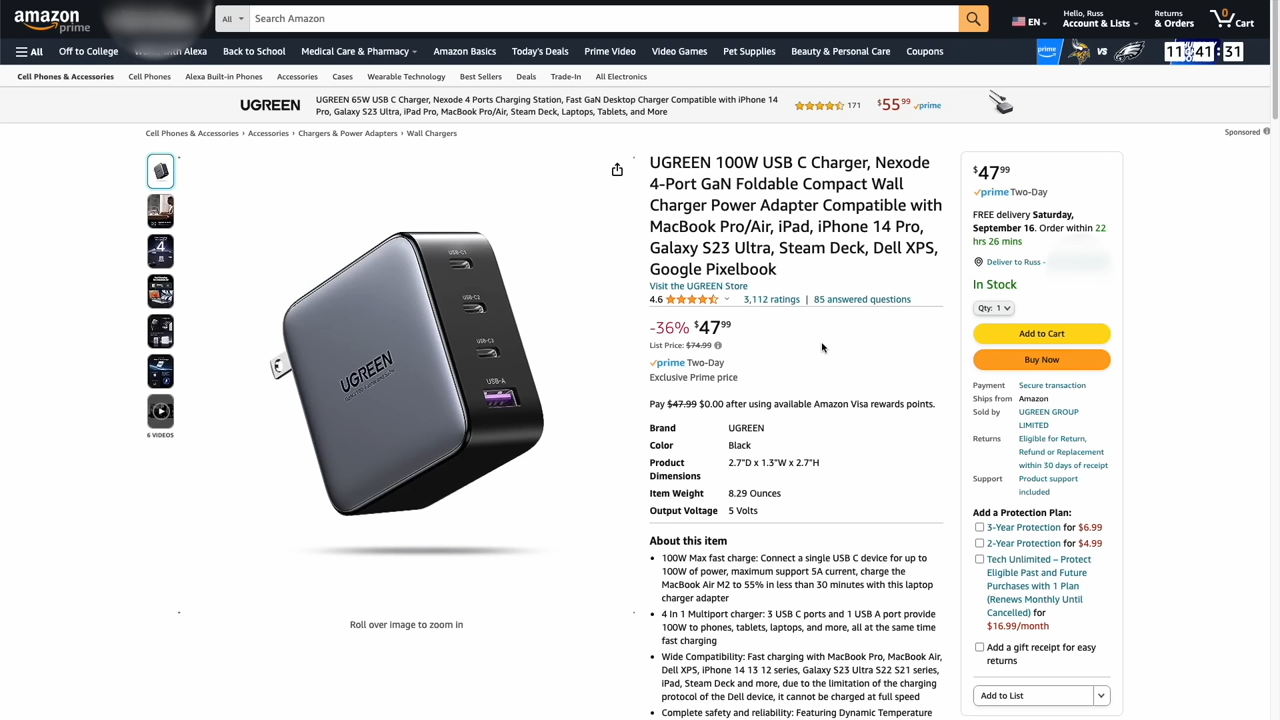 amazon
prime
All
Search Amazon
EN
Hello, Russ
Account & Lists
Returns
& Orders
0
Cart
All
Off to College
with Alexa
Back to School
Medical Care & Pharmacy
Amazon Basics
Today's Deals
Prime Video
Video Games
Pet Supplies
Beauty & Personal Care
Coupons
prime
VS
41
31
Cell Phones & Accessories
Cell Phones
Alexa Built-in Phones
Accessories
Cases
Wearable Technology
Best Sellers
Deals
Trade-In
All Electronics
UGREEN
UGREEN 65W USB C Charger, Nexode 4 Ports Charging Station, Fast GaN Desktop Charger Compatible with iPhone 14
Pro, Galaxy S23 Ultra, iPad Pro, MacBook Pro/Air, Steam Deck, Laptops, Tablets, and More
171
$55 99
prime
Cell Phones & Accessories › Accessories › Chargers & Power Adapters › Wall Chargers
Sponsored
USB-C1
USB-C2
USB-C3
USB-A
UGREEN
6 VIDEOS
Roll over image to zoom in
UGREEN 100W USB C Charger, Nexode
4-Port GaN Foldable Compact Wall
Charger Power Adapter Compatible with
MacBook Pro/Air, iPad, iPhone 14 Pro,
Galaxy S23 Ultra, Steam Deck, Dell XPS,
Google Pixelbook
Visit the UGREEN Store
4.6
3,112 ratings | 85 answered questions
-36% $47 99
List Price: $74.99
prime Two-Day
Exclusive Prime price
Pay $47.99 $0.00 after using available Amazon Visa rewards points.
Brand UGREEN
Color Black
Product 2.7"D x 1.3"W x 2.7"H
Dimensions
Item Weight 8.29 Ounces
Output Voltage 5 Volts
About this item
• 100W Max fast charge: Connect a single USB C device for up to
100W of power, maximum support 5A current, charge the
MacBook Air M2 to 55% in less than 30 minutes with this laptop
charger adapter
• 4 In 1 Multiport charger: 3 USB C ports and 1 USB A port provide
100W to phones, tablets, laptops, and more, all at the same time
fast charging
• Wide Compatibility: Fast charging with MacBook Pro, MacBook Air,
Dell XPS, iPhone 14 13 12 series, Galaxy S23 Ultra S22 S21 series,
iPad, Steam Deck and more, due to the limitation of the charging
protocol of the Dell device, it cannot be charged at full speed
• Complete safety and reliability: Featuring Dynamic Temperature
$47 99
prime Two-Day
FREE delivery Saturday,
September 16. Order within 22
hrs 26 mins
Deliver to Russ -
In Stock
Qty: 1
Add to Cart
Buy Now
Payment Secure transaction
Ships from Amazon
Sold by UGREEN GROUP
LIMITED
Returns Eligible for Return,
Refund or Replacement
within 30 days of receipt
Support Product support
included
Add a Protection Plan:
3-Year Protection for $6.99
2-Year Protection for $4.99
Tech Unlimited – Protect
Eligible Past and Future
Purchases with 1 Plan
(Renews Monthly Until
Cancelled) for
$16.99/month
Add a gift receipt for easy
returns
Add to List